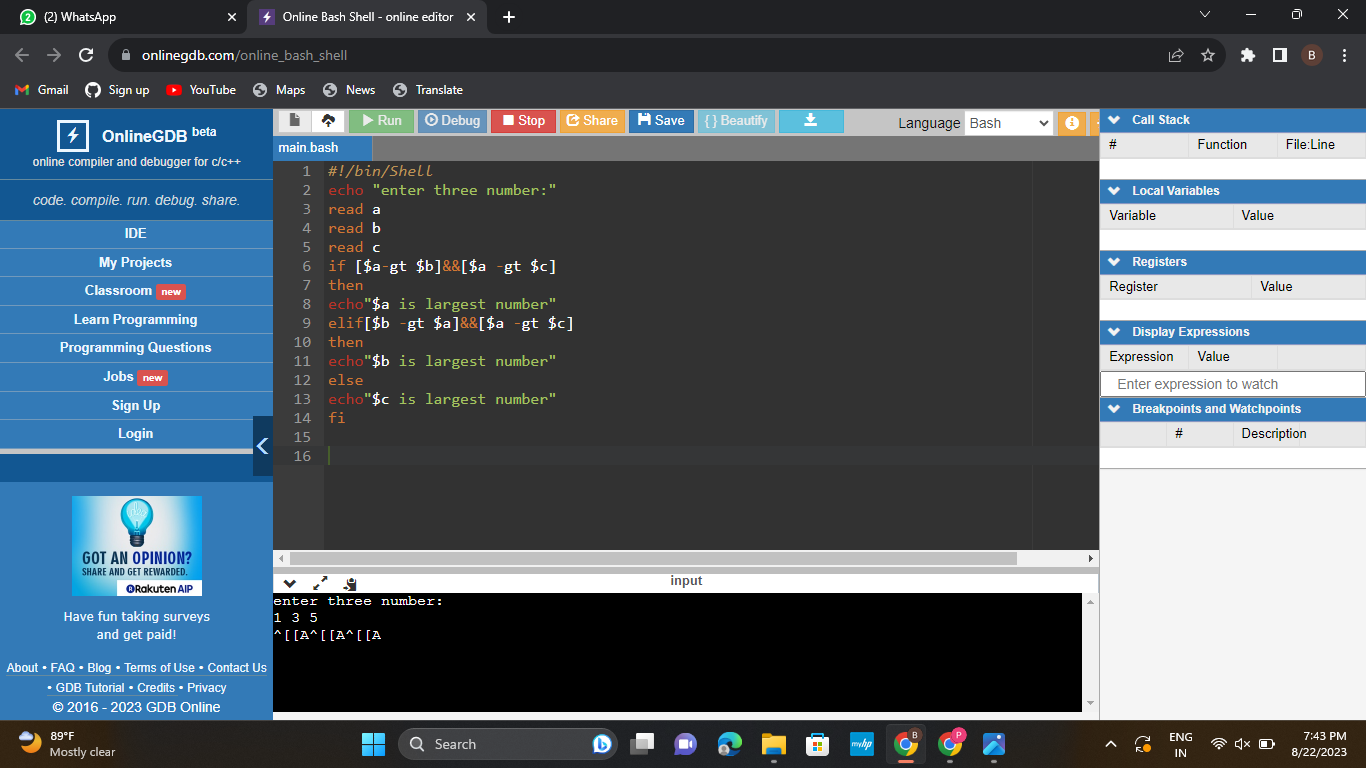 (2) WhatsApp
Online Bash Shell - online editor
onlinegdb.com/online_bash_shell
B
Gmail
Sign up
YouTube
Maps
News
Translate
OnlineGDB beta
online compiler and debugger for c/c++
code. compile. run. debug. share.
IDE
My Projects
Classroom new
Learn Programming
Programming Questions
Jobs new
Sign Up
Login
GOT AN OPINION?
SHARE AND GET REWARDED.
Rakuten AIP
Have fun taking surveys
and get paid!
About • FAQ • Blog • Terms of Use • Contact Us
• GDB Tutorial • Credits • Privacy
© 2016 - 2023 GDB Online
Run
Debug
Stop
Share
Save
{ } Beautify
Language Bash
main.bash
1 #!/bin/Shell
2 echo "enter three number:"
3 read a
4 read b
5 read c
6 if [$a-gt $b]&&[$a -gt $c]
7 then
8 echo"$a is largest number"
9 elif[$b -gt $a]&&[$a -gt $c]
10 then
11 echo"$b is largest number"
12 else
13 echo"$c is largest number"
14 fi
15
16
input
enter three number:
1 3 5
^[[A^[[A^[[A
Call Stack
# Function File:Line
Local Variables
Variable Value
Registers
Register Value
Display Expressions
Expression Value
Enter expression to watch
Breakpoints and Watchpoints
# Description
89°F
Mostly clear
Search
myhp
B
P
ENG
IN
7:43 PM
8/22/2023